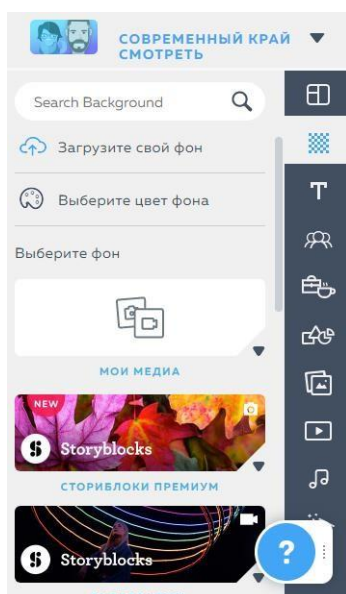 СОВРЕМЕННЫЙ КРАЙ
СМОТРЕТЬ
Search Background
Загрузите свой фон
Выберите цвет фона
Выберите фон
МОИ МЕДИА
NEW
Storyblocks
СТОРИБЛОКИ ПРЕМИУМ
Storyblocks
?